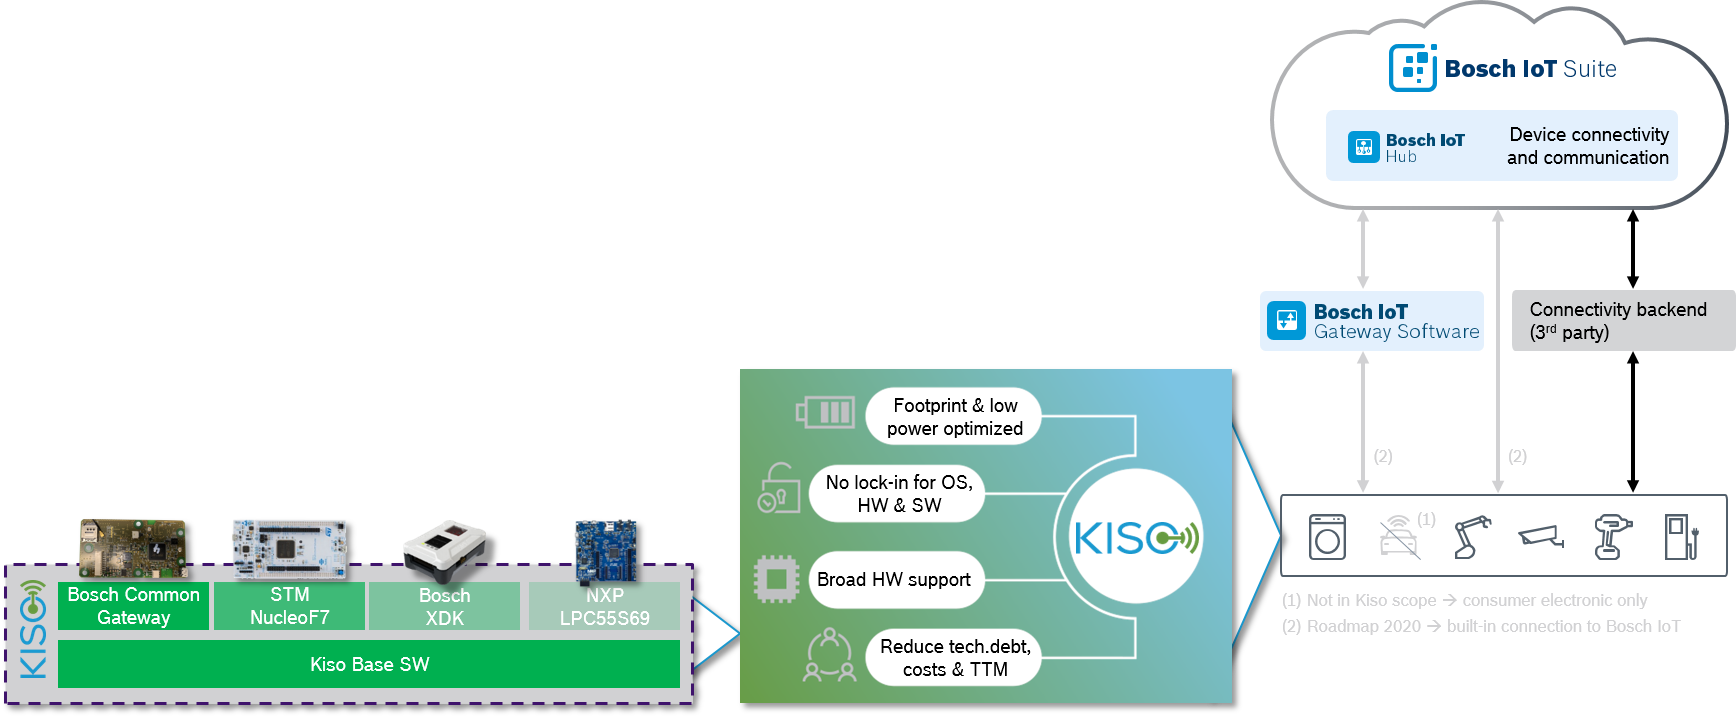 Bosch IoT Suite
Bosch IoT
Hub
Device connectivity
and communication
Bosch IoT
Gateway Software
Connectivity backend
(3rd party)
(2)
(2)
(1)
(1) Not in Kiso scope → consumer electronic only
(2) Roadmap 2020 → built-in connection to Bosch IoT
Footprint & low
power optimized
No lock-in for OS,
HW & SW
Broad HW support
Reduce tech.debt,
costs & TTM
KISO
KISO
Bosch Common
Gateway
STM
NucleoF7
Bosch
XDK
NXP
LPC55S69
Kiso Base SW